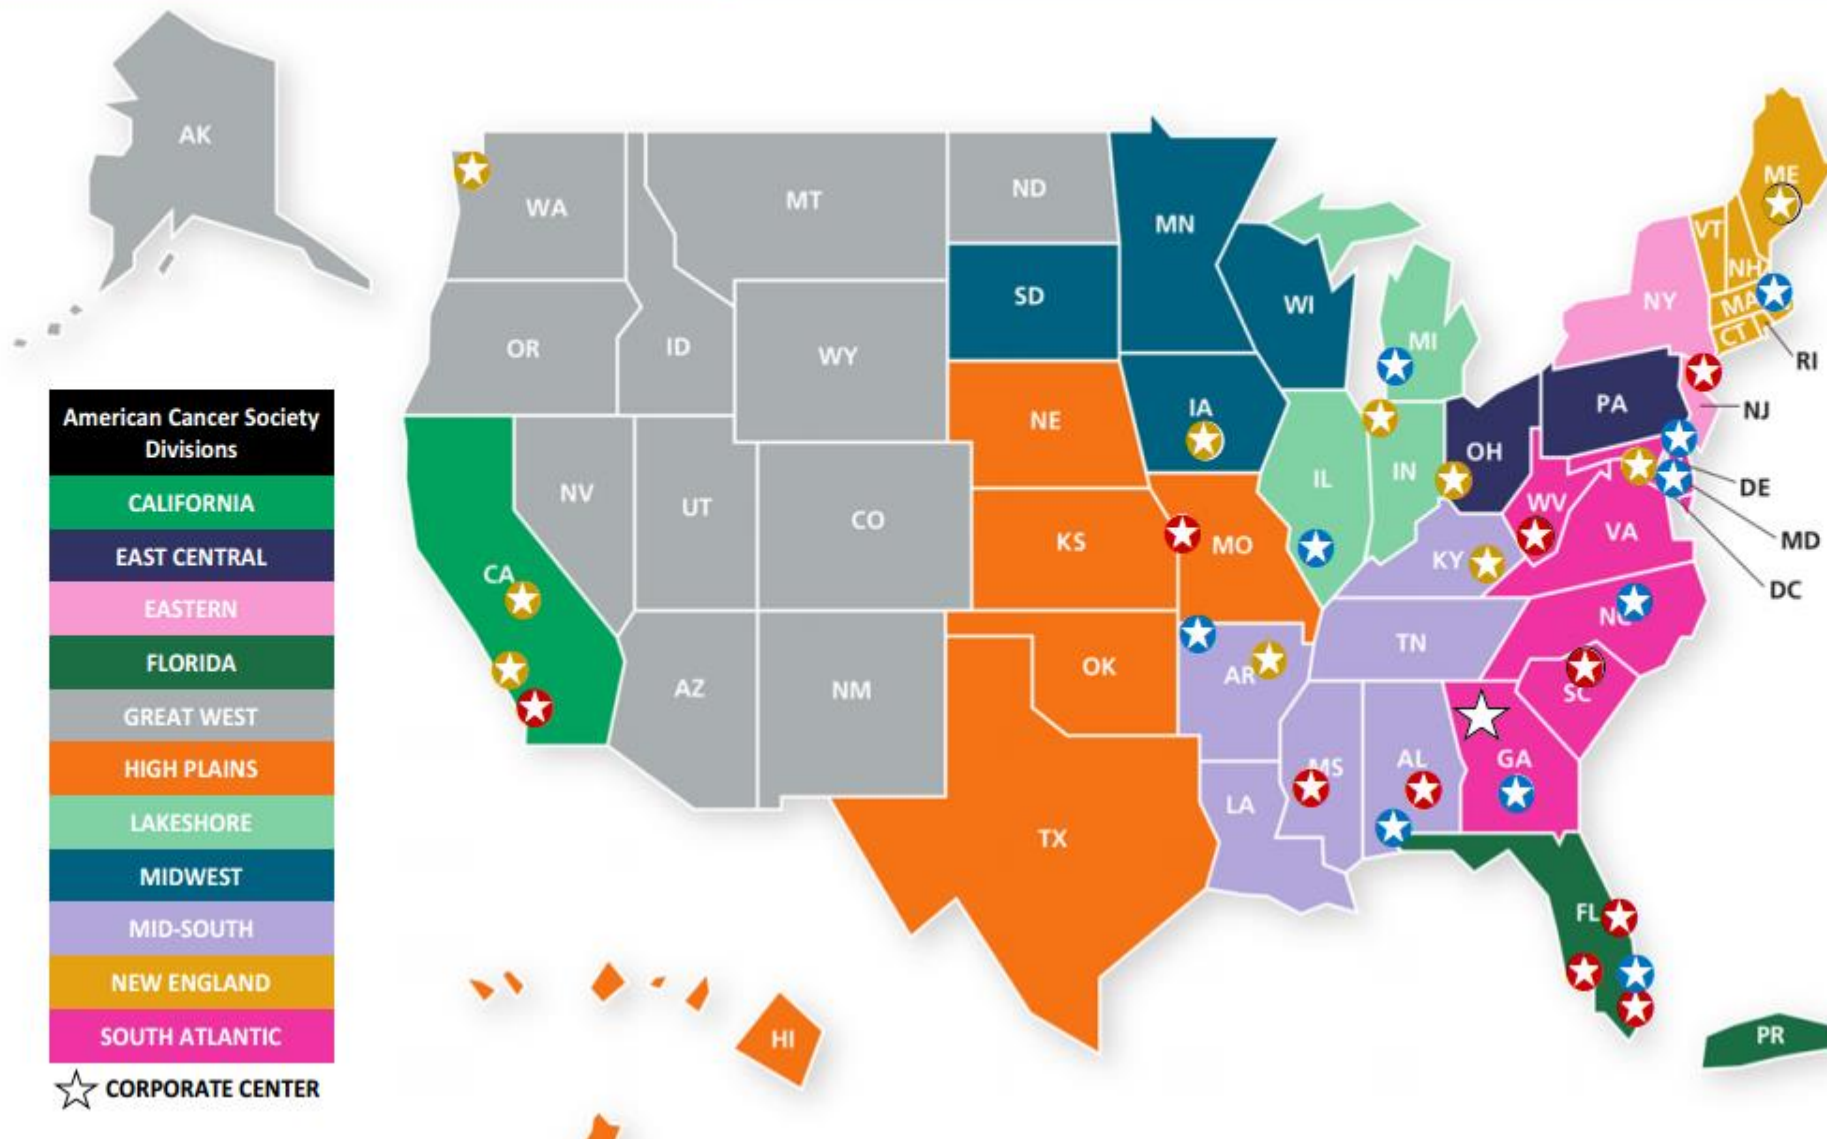 AK
WA
MT
ND
MN
ME
VT
NH
SD
WI
NY
MA
OR
ID
WY
MI
CT
RI
American Cancer Society
Divisions
NE
IA
PA
NJ
CALIFORNIA
NV
UT
CO
IL
IN
OH
DE
EAST CENTRAL
CA
KS
MO
KY
WV
VA
MD
DC
EASTERN
NC
FLORIDA
AZ
NM
OK
AR
TN
SC
GREAT WEST
HIGH PLAINS
MS
AL
GA
LAKESHORE
TX
LA
MIDWEST
MID-SOUTH
FL
NEW ENGLAND
SOUTH ATLANTIC
HI
PR
CORPORATE CENTER